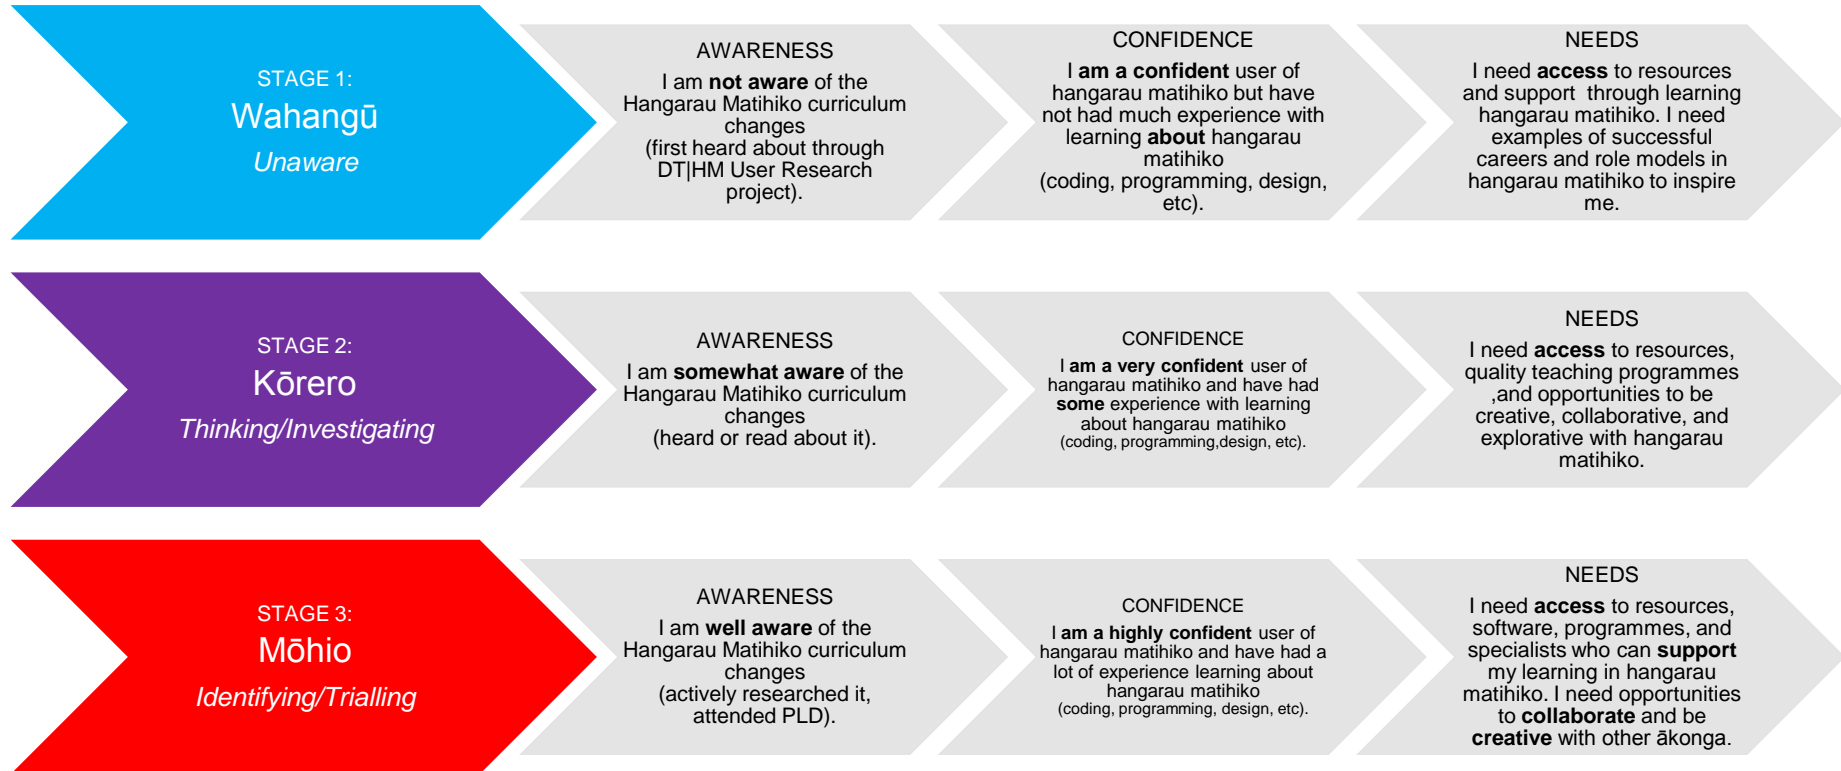 STAGE 1:
Wahangū
Unaware
AWARENESS
I am not aware of the
Hangarau Matihiko curriculum
changes
(first heard about through
DT|HM User Research
project).
CONFIDENCE
I am a confident user of
hangarau matihiko but have
not had much experience with
learning about hangarau
matihiko
(coding, programming, design,
etc).
NEEDS
I need access to resources
and support  through learning
hangarau matihiko. I need
examples of successful
careers and role models in
hangarau matihiko to inspire
me.
STAGE 2:
Kōrero
Thinking/Investigating
AWARENESS
I am somewhat aware of the
Hangarau Matihiko curriculum
changes
(heard or read about it).
CONFIDENCE
I am a very confident user of
hangarau matihiko and have had
some experience with learning
about hangarau matihiko
(coding, programming,design, etc).
NEEDS
I need access to resources,
quality teaching programmes
,and opportunities to be
creative, collaborative, and
explorative with hangarau
matihiko.
STAGE 3:
Mōhio
Identifying/Trialling
AWARENESS
I am well aware of the
Hangarau Matihiko curriculum
changes
(actively researched it,
attended PLD).
CONFIDENCE
I am a highly confident user of
hangarau matihiko and have had a
lot of experience learning about
hangarau matihiko
(coding, programming, design, etc).
NEEDS
I need access to resources,
software, programmes, and
specialists who can support
my learning in hangarau
matihiko. I need opportunities
to collaborate and be
creative with other ākonga.